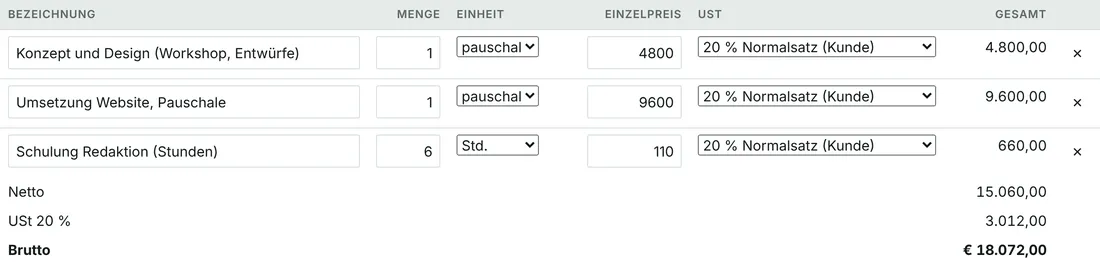 BEZEICHNUNG MENGE EINHEIT EINZELPREIS UST GESAMT
Konzept und Design (Workshop, Entwürfe) 1 pauschal 4800 20 % Normalsatz (Kunde) 4.800,00 ×
Umsetzung Website, Pauschale 1 pauschal 9600 20 % Normalsatz (Kunde) 9.600,00 ×
Schulung Redaktion (Stunden) 6 Std. 110 20 % Normalsatz (Kunde) 660,00 ×
Netto 15.060,00
USt 20 % 3.012,00
Brutto € 18.072,00